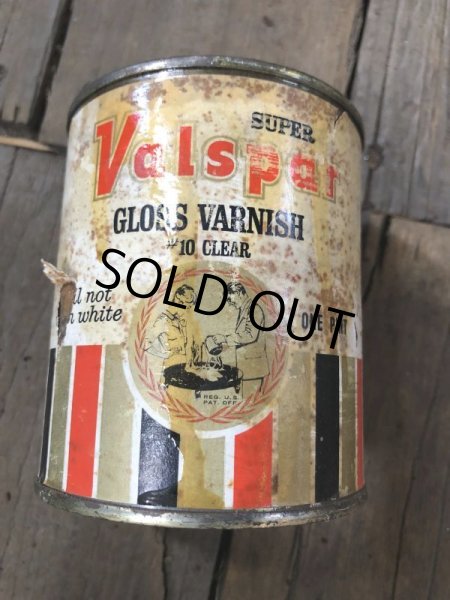 SUPER
Valspar
GLOSS VARNISH
#10 CLEAR
SOLD OUT
not
white
REG. U.S.
PAT. OFF.